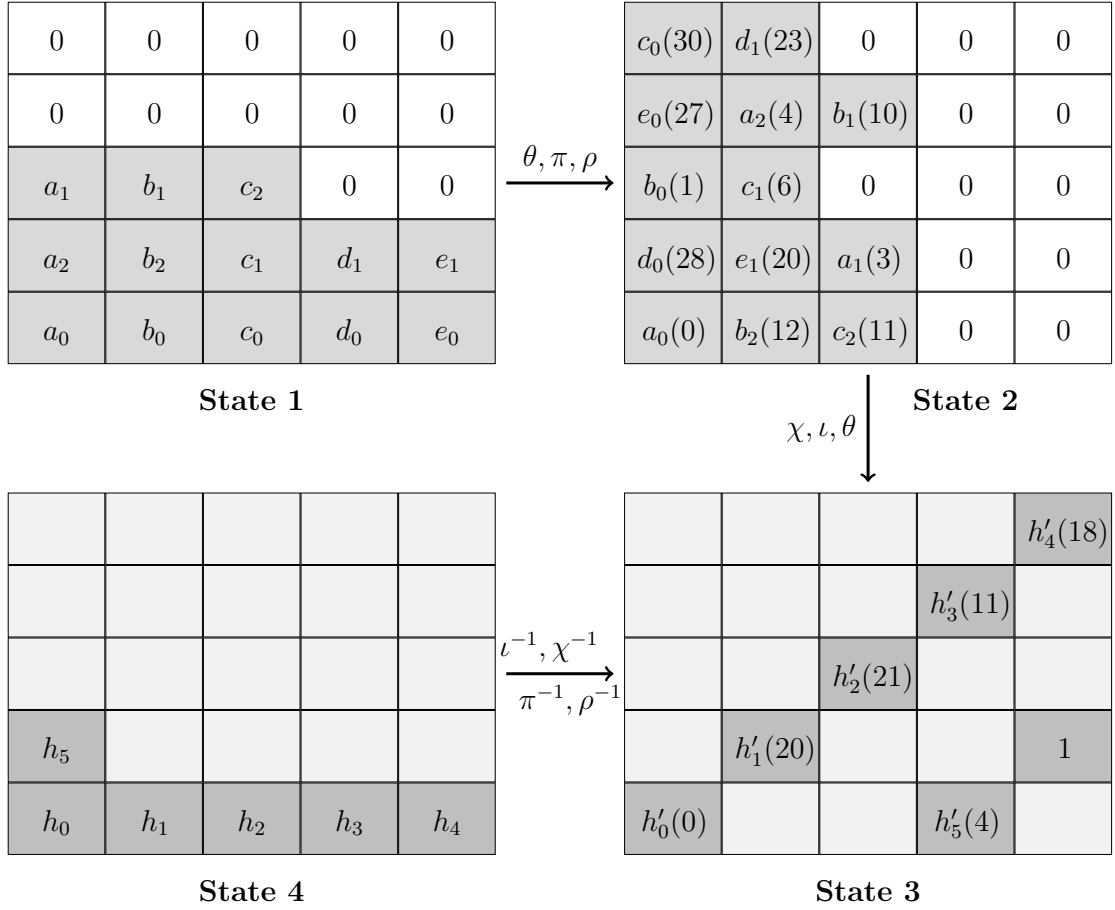 0 0 0 0 0
0 0 0 0 0
a₁ b₁ c₂ 0 0
a₂ b₂ c₁ d₁ e₁
a₀ b₀ c₀ d₀ e₀
State 1
θ, π, ρ
c₀(30) d₁(23) 0 0 0
e₀(27) a₂(4) b₁(10) 0 0
b₀(1) c₁(6) 0 0 0
d₀(28) e₁(20) a₁(3) 0 0
a₀(0) b₂(12) c₂(11) 0 0
State 2
χ, ι, θ
h₅
h₀ h₁ h₂ h₃ h₄
State 4
ι⁻¹, χ⁻¹
π⁻¹, ρ⁻¹
h′₄(18)
h′₃(11)
h′₂(21)
h′₁(20) 1
h′₀(0) h′₅(4)
State 3